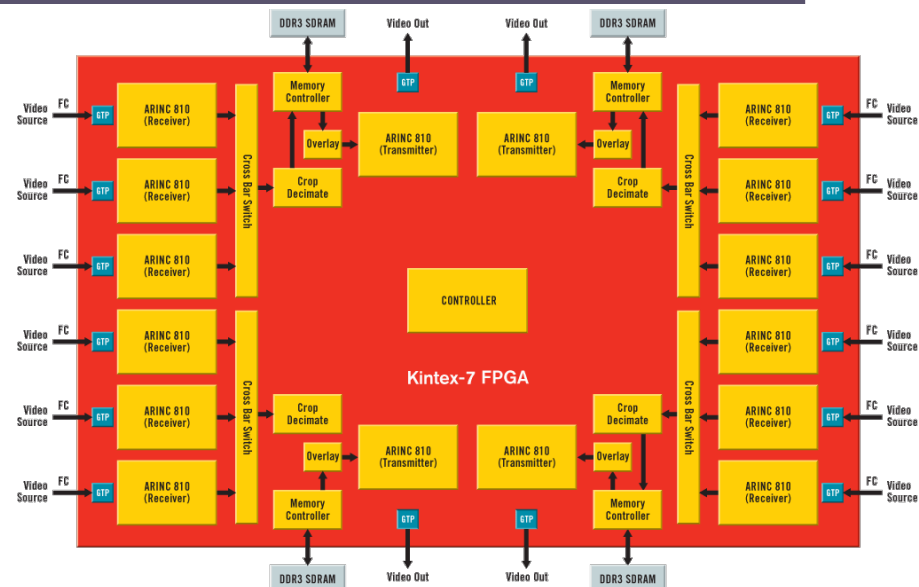 DDR3 SDRAM
Video Out
Video Out
DDR3 SDRAM
Video
Source
FC
GTP
ARINC 810
(Receiver)
Video
Source
FC
GTP
ARINC 810
(Receiver)
Video
Source
FC
GTP
ARINC 810
(Receiver)
Cross Bar Switch
Memory
Controller
Overlay
Crop
Decimate
GTP
ARINC 810
(Transmitter)
GTP
ARINC 810
(Transmitter)
Memory
Controller
Overlay
Crop
Decimate
Cross Bar Switch
ARINC 810
(Receiver)
GTP
FC
Video
Source
ARINC 810
(Receiver)
GTP
FC
Video
Source
ARINC 810
(Receiver)
GTP
FC
Video
Source
CONTROLLER
Kintex-7 FPGA
Video
Source
FC
GTP
ARINC 810
(Receiver)
Video
Source
FC
GTP
ARINC 810
(Receiver)
Video
Source
FC
GTP
ARINC 810
(Receiver)
Cross Bar Switch
Crop
Decimate
Overlay
Memory
Controller
ARINC 810
(Transmitter)
GTP
ARINC 810
(Transmitter)
GTP
Crop
Decimate
Overlay
Memory
Controller
Cross Bar Switch
ARINC 810
(Receiver)
GTP
FC
Video
Source
ARINC 810
(Receiver)
GTP
FC
Video
Source
ARINC 810
(Receiver)
GTP
FC
Video
Source
DDR3 SDRAM
Video Out
Video Out
DDR3 SDRAM